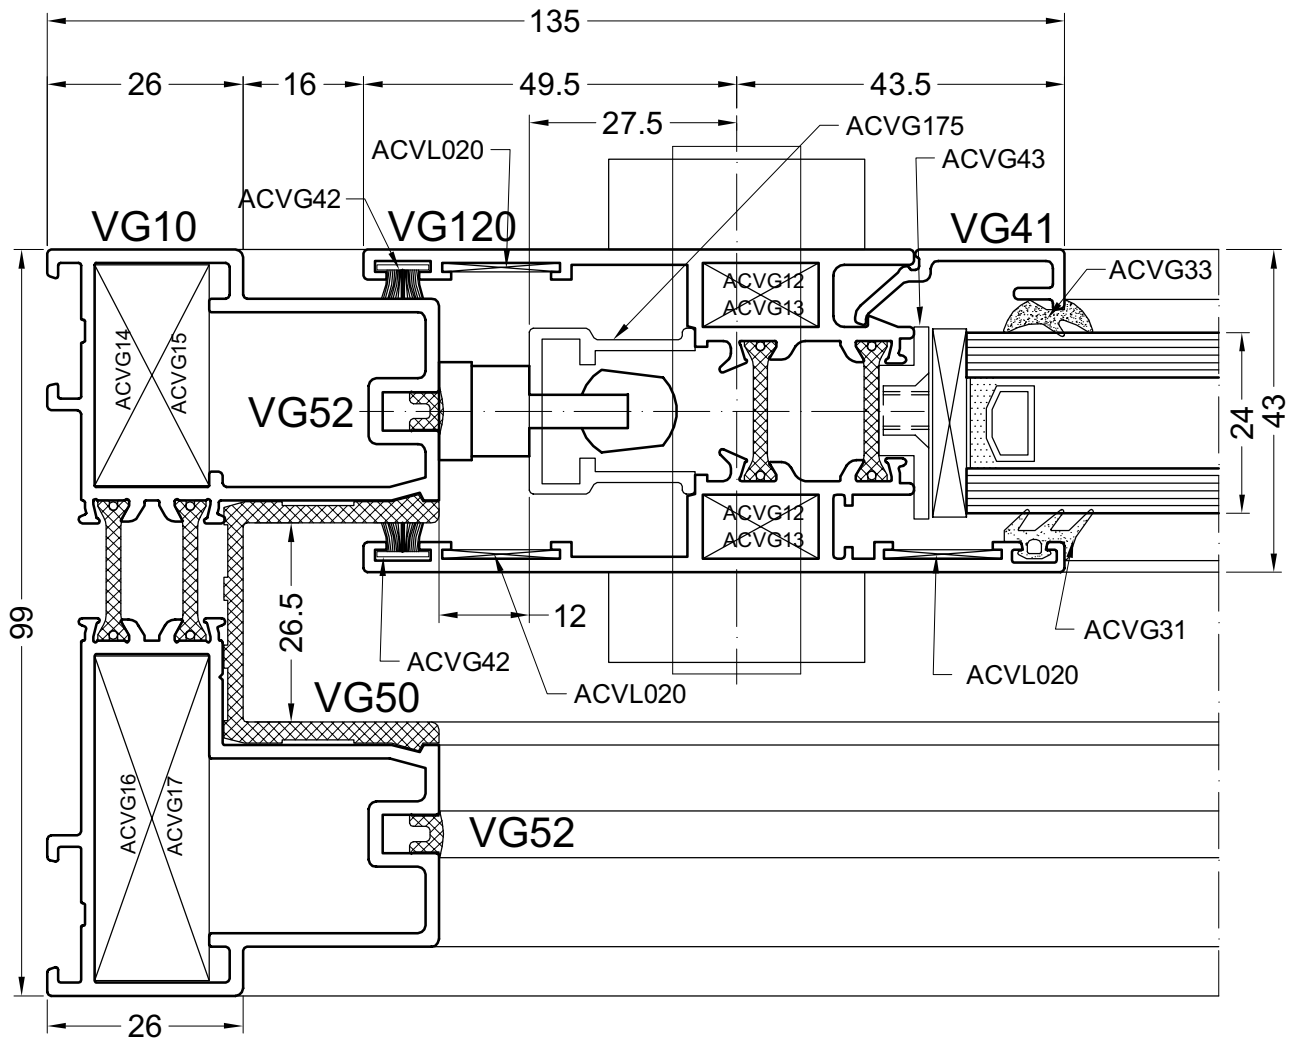 135
26
16
49.5
43.5
27.5
ACVG175
ACVL020
ACVG43
ACVG42
VG10
VG120
VG41
ACVG33
ACVG12
ACVG13
ACVG14
ACVG15
VG52
24
43
ACVG12
ACVG13
99
26.5
12
ACVG31
ACVG42
ACVL020
ACVL020
VG50
ACVG16
ACVG17
VG52
26